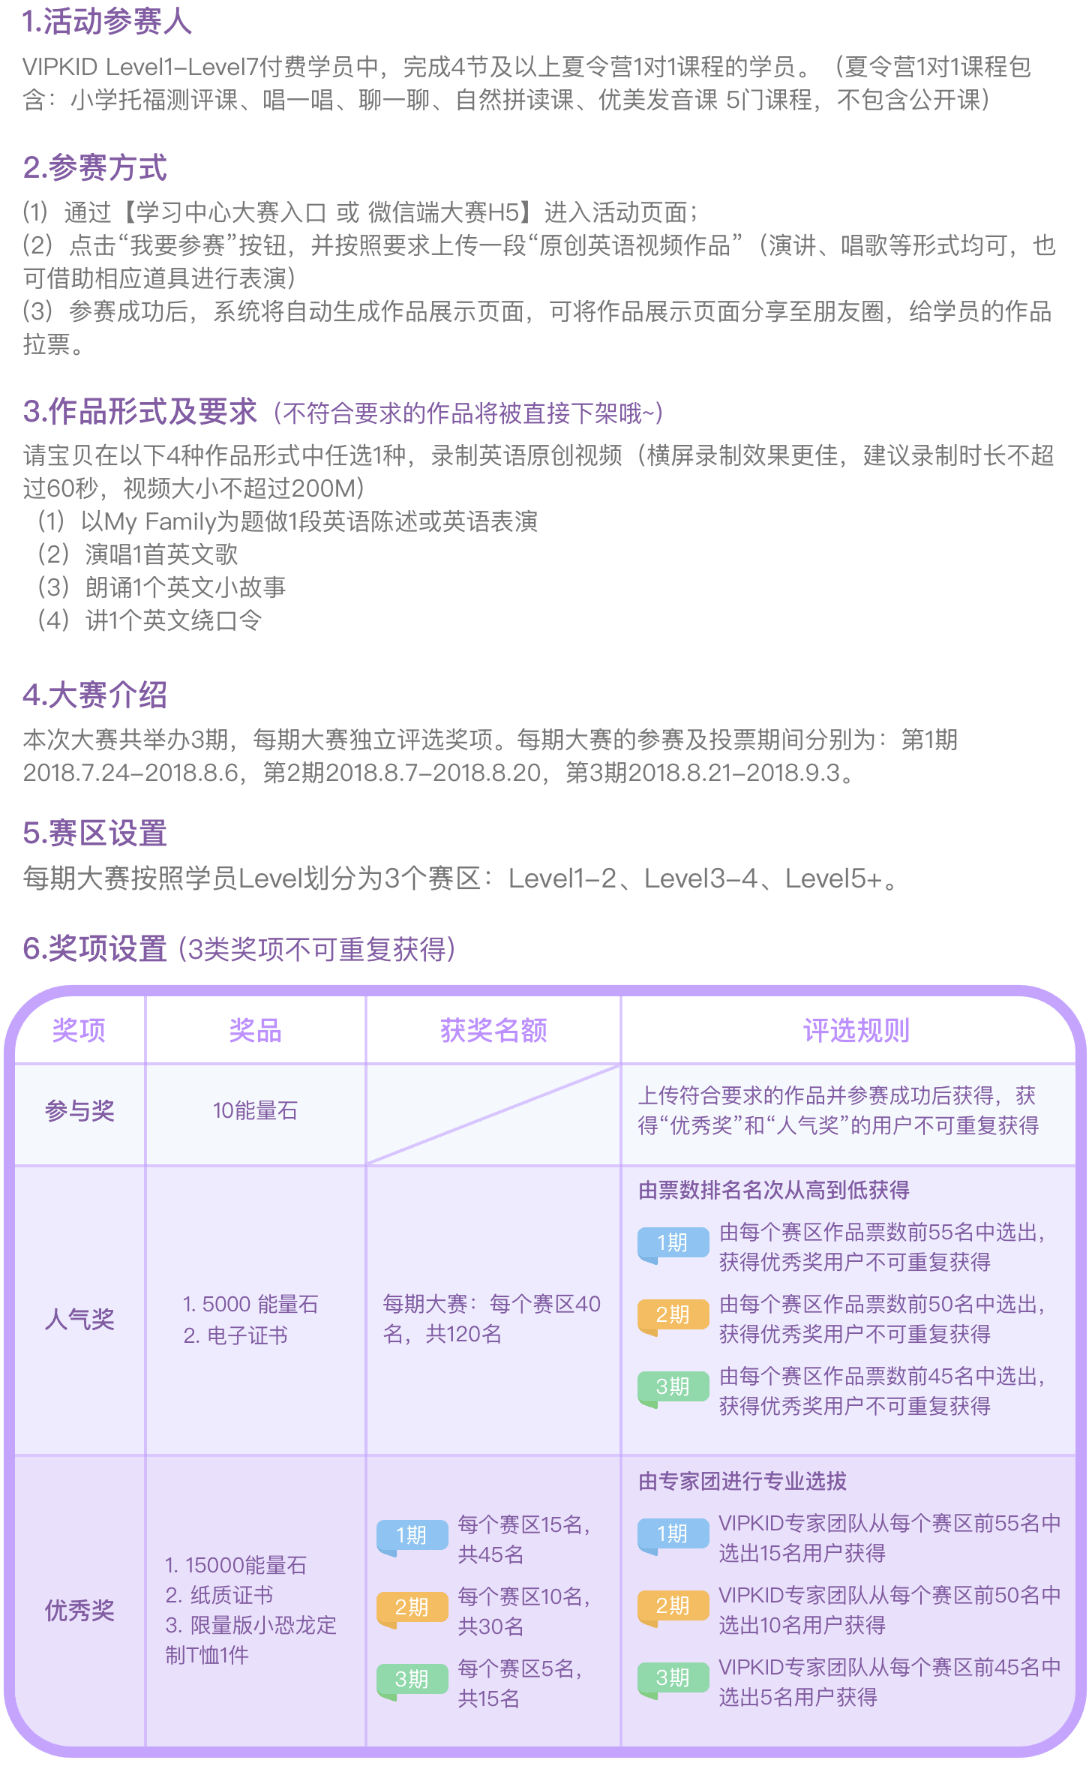 1.活动参赛人
VIPKID Level1-Level7付费学员中，完成4节及以上夏令营1对1课程的学员。（夏令营1对1课程包
含：小学托福测评课、唱一唱、聊一聊、自然拼读课、优美发音课 5门课程，不包含公开课）
2.参赛方式
(1）通过【学习中心大赛入口 或 微信端大赛H5】进入活动页面；
(2）点击“我要参赛”按钮，并按照要求上传一段“原创英语视频作品”（演讲、唱歌等形式均可，也
可借助相应道具进行表演）
(3）参赛成功后，系统将自动生成作品展示页面，可将作品展示页面分享至朋友圈，给学员的作品
拉票。
3.作品形式及要求（不符合要求的作品将被直接下架哦~）
请宝贝在以下4种作品形式中任选1种，录制英语原创视频（横屏录制效果更佳，建议录制时长不超
过60秒，视频大小不超过200M）
（1）以My Family为题做1段英语陈述或英语表演
（2）演唱1首英文歌
（3）朗诵1个英文小故事
（4）讲1个英文绕口令
4.大赛介绍
本次大赛共举办3期，每期大赛独立评选奖项。每期大赛的参赛及投票期间分别为：第1期
2018.7.24-2018.8.6，第2期2018.8.7-2018.8.20，第3期2018.8.21-2018.9.3。
5.赛区设置
每期大赛按照学员Level划分为3个赛区：Level1-2、Level3-4、Level5+。
6.奖项设置（3类奖项不可重复获得）
奖项 奖品 获奖名额 评选规则
参与奖
10能量石
上传符合要求的作品并参赛成功后获得，获
得“优秀奖”和“人气奖”的用户不可重复获得
人气奖
1. 5000 能量石
2. 电子证书
每期大赛：每个赛区40
名，共120名
由票数排名名次从高到低获得
1期
由每个赛区作品票数前55名中选出，
获得优秀奖用户不可重复获得
2期
由每个赛区作品票数前50名中选出，
获得优秀奖用户不可重复获得
3期
由每个赛区作品票数前45名中选出，
获得优秀奖用户不可重复获得
优秀奖
1. 15000能量石
2. 纸质证书
3. 限量版小恐龙定
制T恤1件
1期
每个赛区15名，
共45名
2期
每个赛区10名，
共30名
3期
每个赛区5名，
共15名
由专家团进行专业选拔
1期
VIPKID专家团队从每个赛区前55名中
选出15名用户获得
2期
VIPKID专家团队从每个赛区前50名中
选出10名用户获得
3期
VIPKID专家团队从每个赛区前45名中
选出5名用户获得